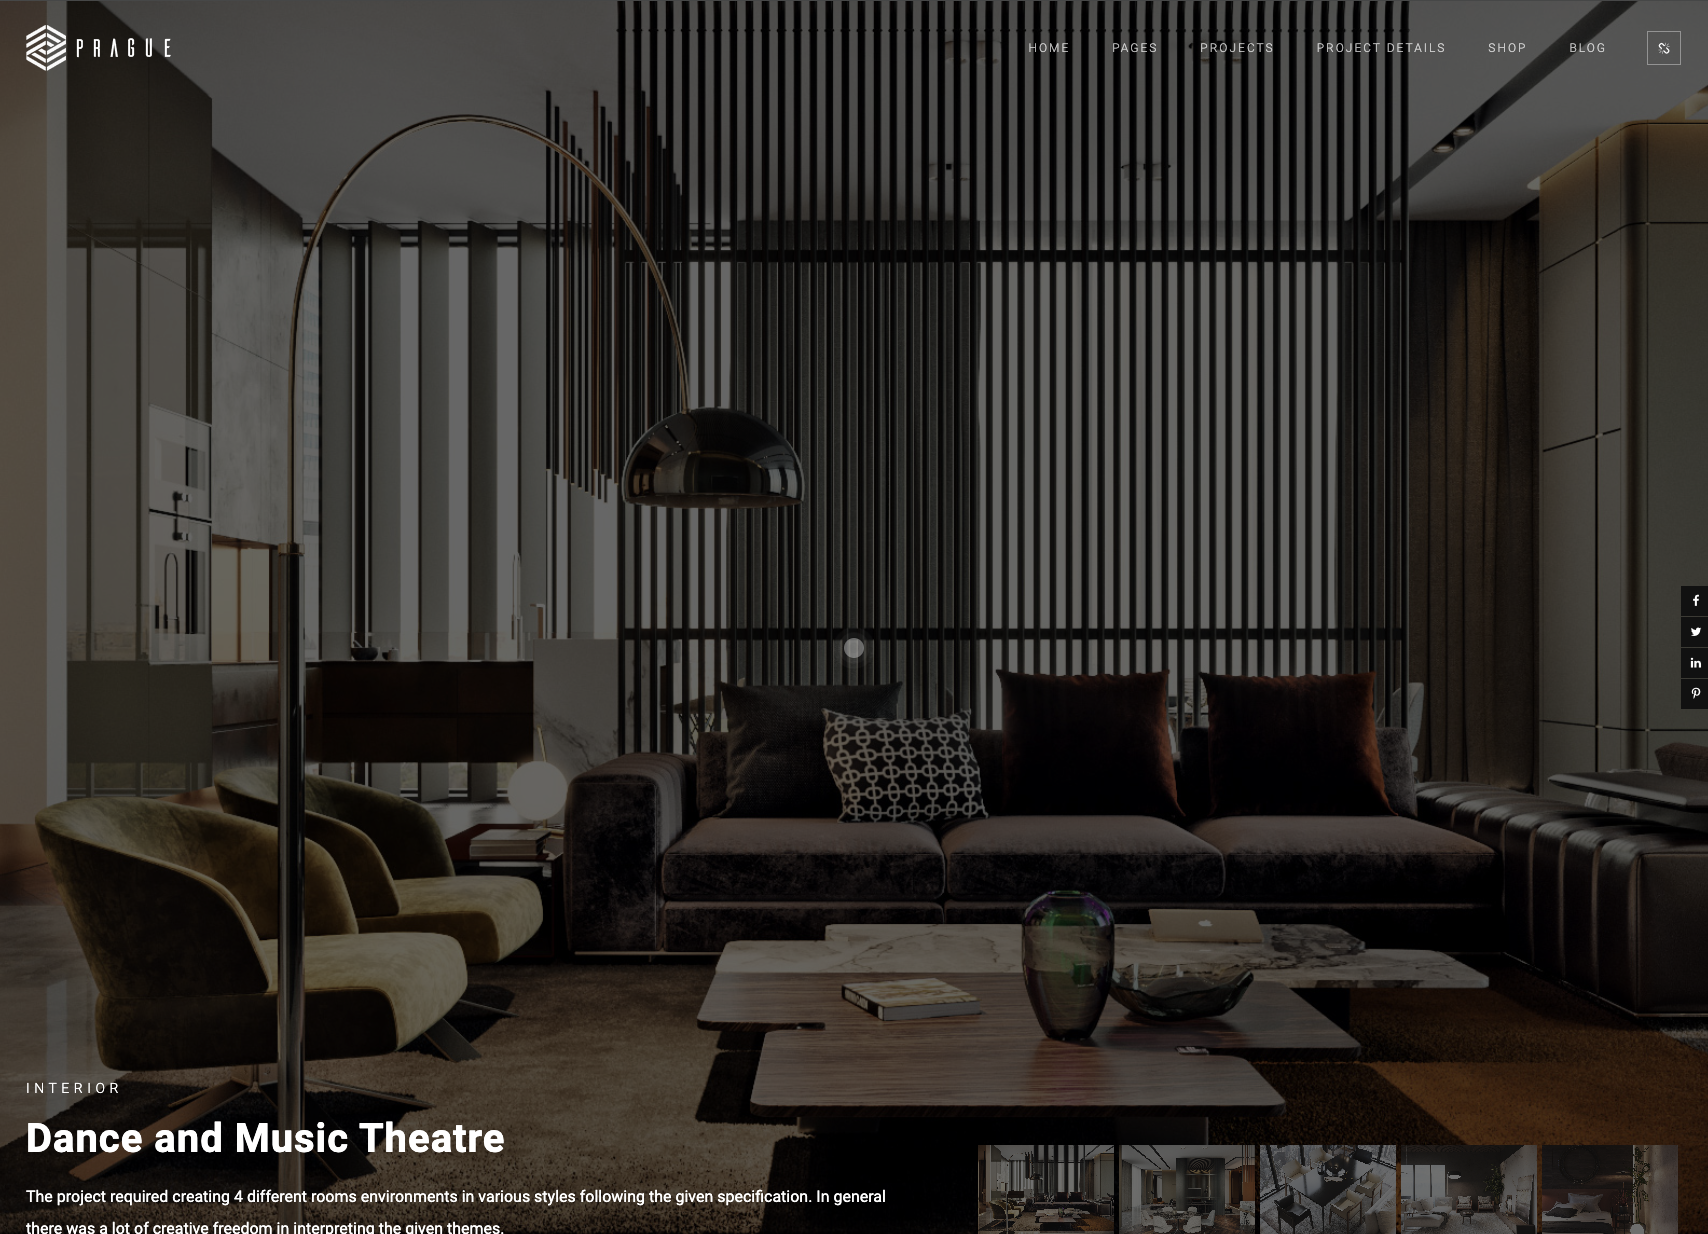 PRAGUE
HOME PAGES PROJECTS PROJECT DETAILS SHOP BLOG
INTERIOR
Dance and Music Theatre
The project required creating 4 different rooms environments in various styles following the given specification. In general
there was a lot of creative freedom in interpreting the given themes.